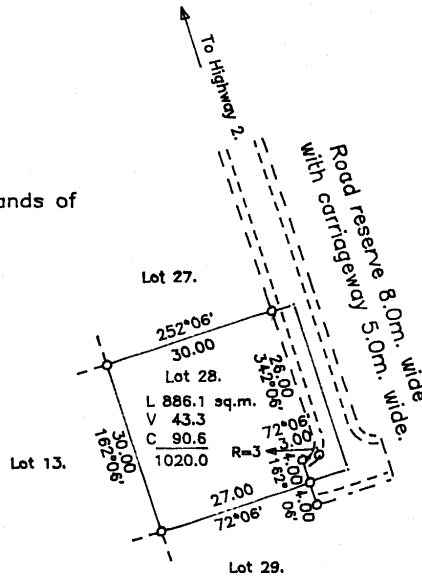 To Highway 2.
ands of
Road reserve 8.0m. wide
with carriageway 5.0m. wide.
Lot 27.
252°06'
30.00
Lot 28.
26.00
342°06'
L 886.1 sq.m.
V 43.3
C 90.6
1020.0
30.00
162°06'
72°06'
3.00
R=3
4.00
162°06'
4.00
Lot 13.
27.00
72°06'
Lot 29.